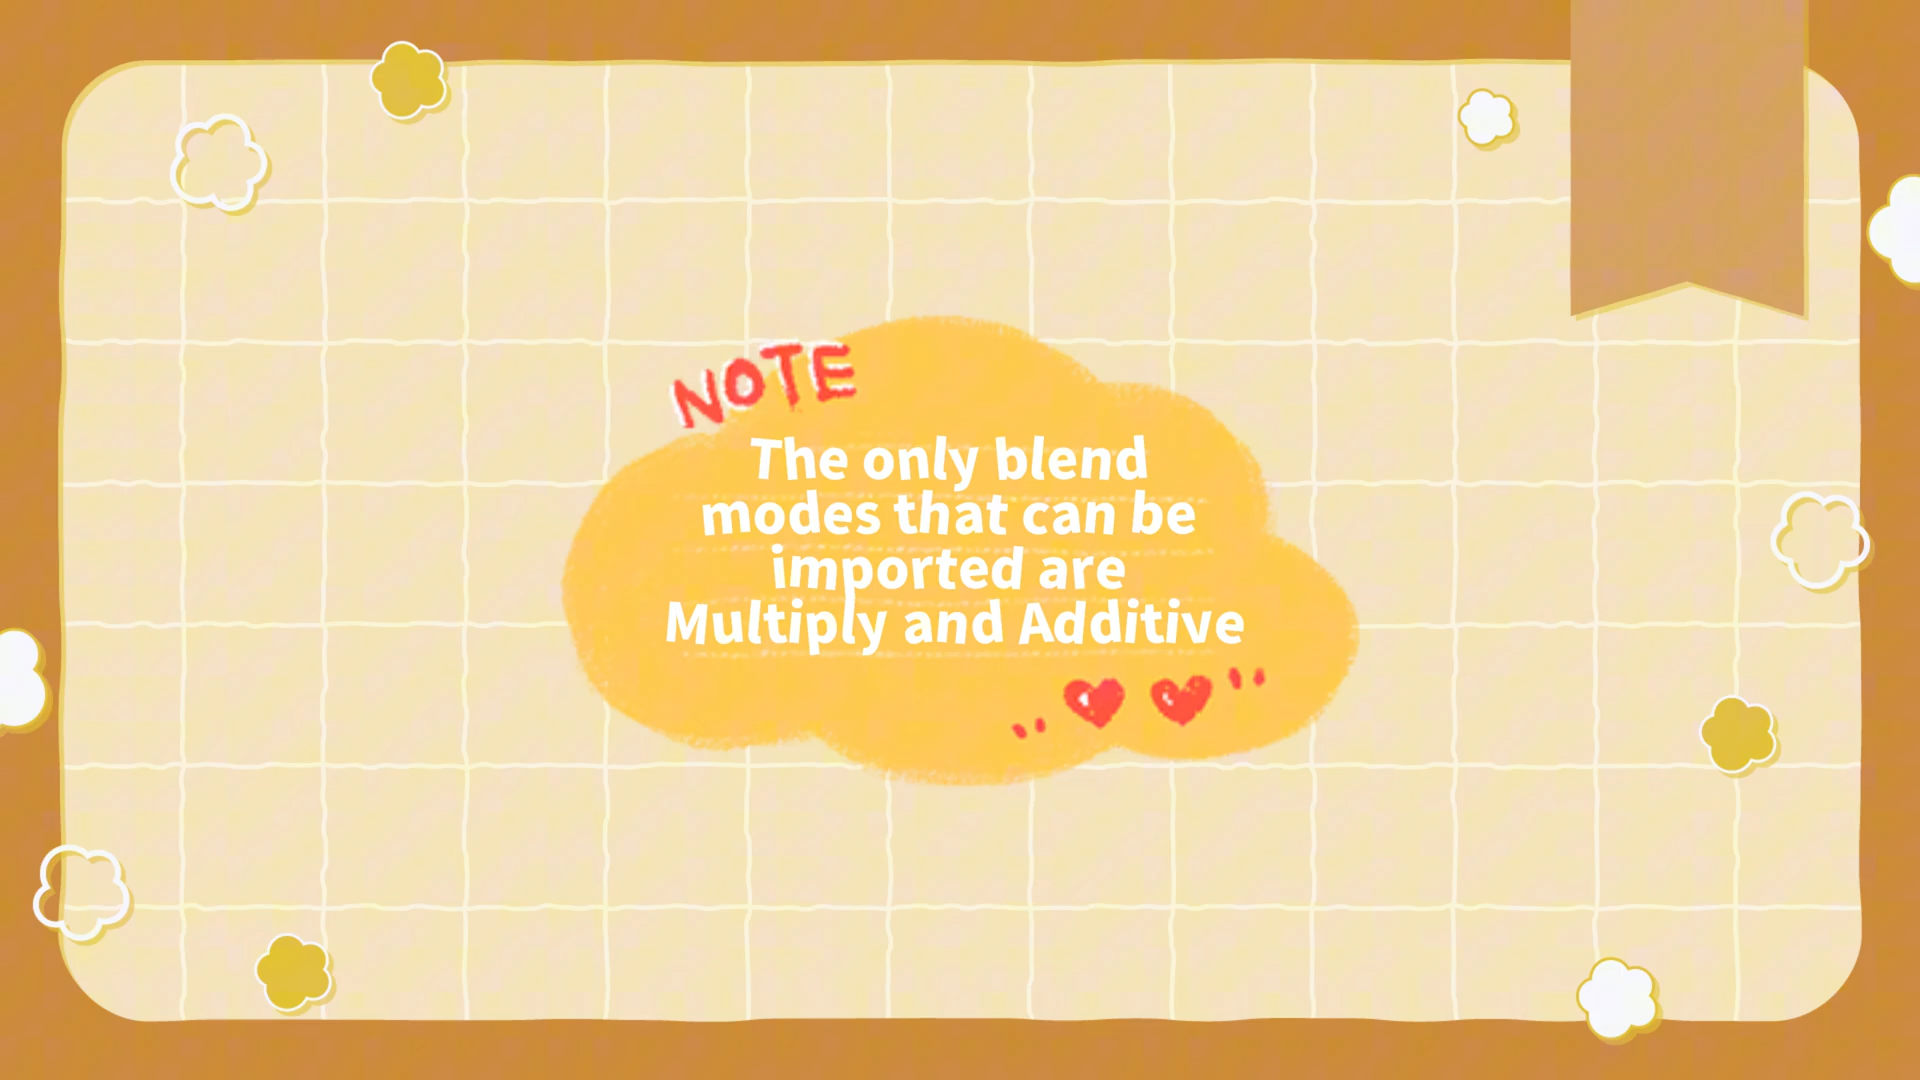 NOTE
The only blend
modes that can be
imported are
Multiply and Additive